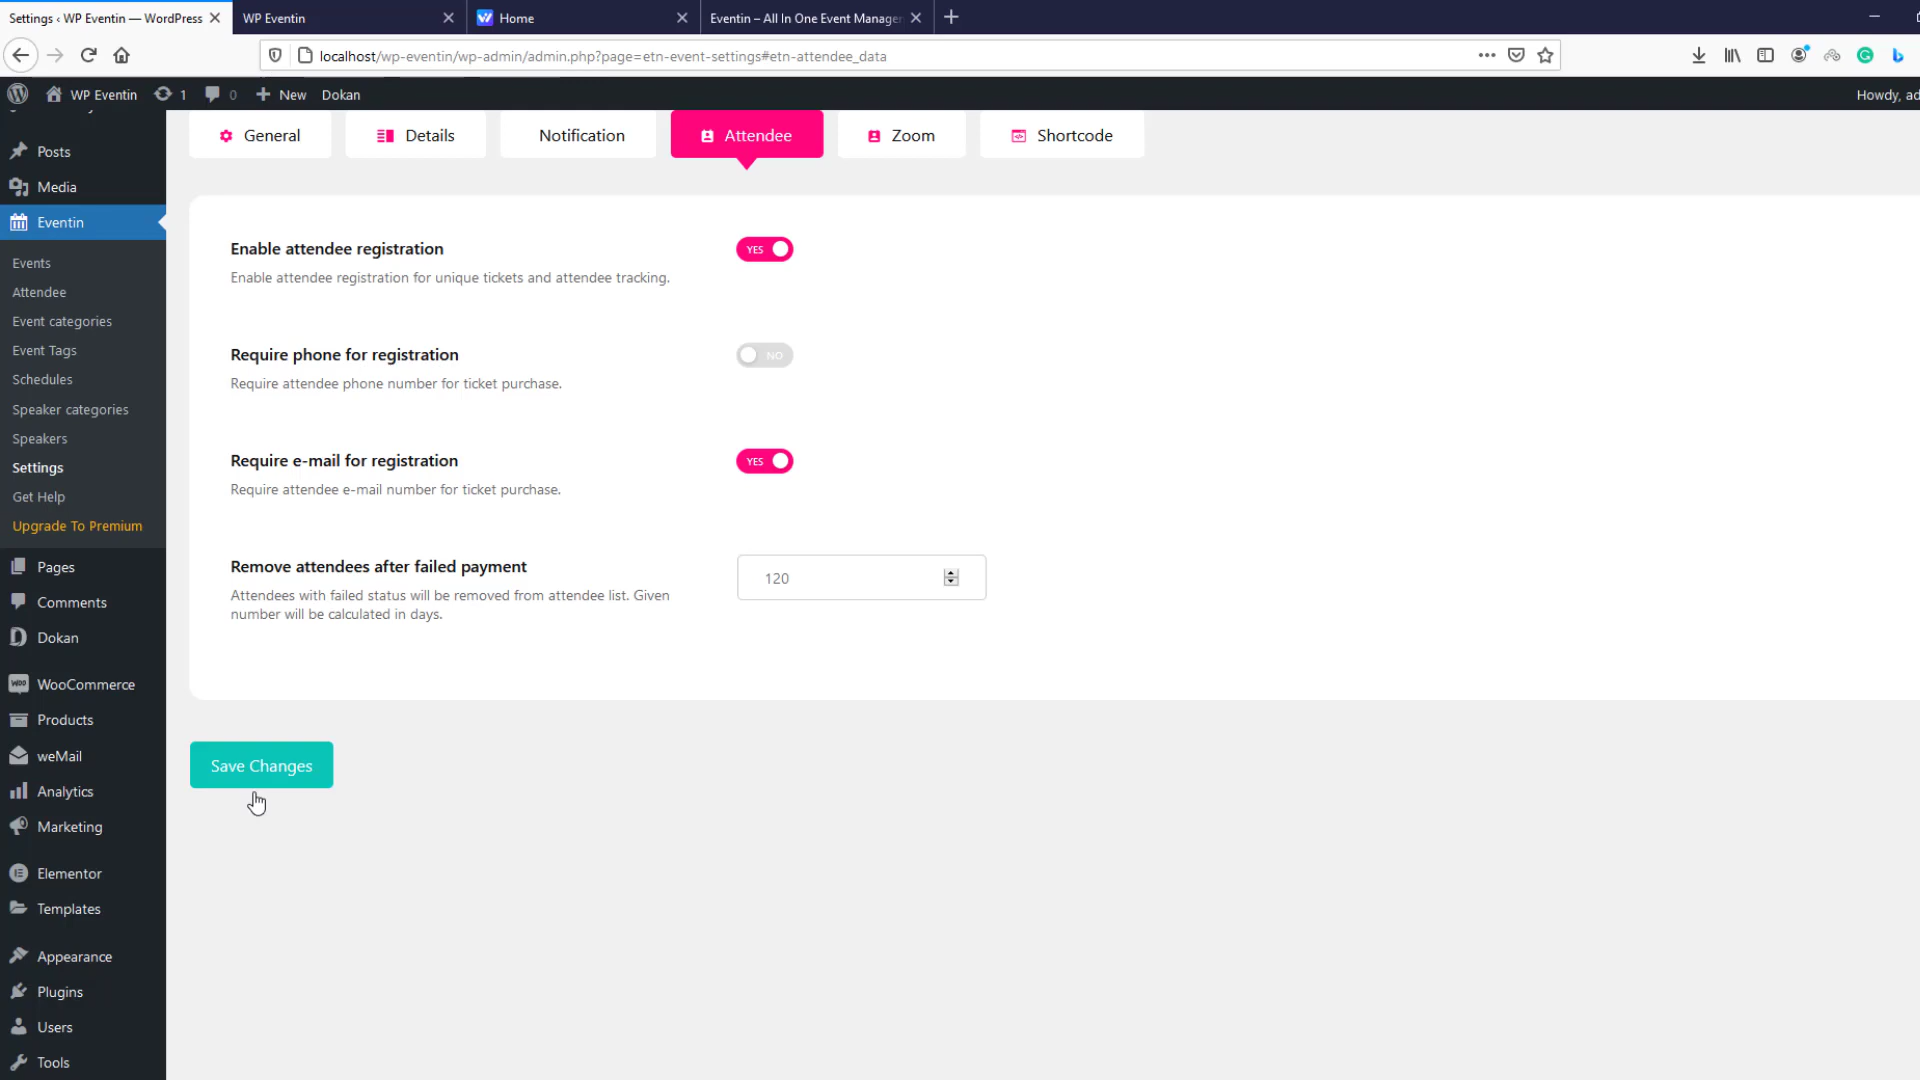 Settings ‹ WP Eventin — WordPress
WP Eventin
Home
Eventin – All In One Event Manager
localhost/wp-eventin/wp-admin/admin.php?page=etn-event-settings#etn-attendee_data
WP Eventin
1
0
New
Dokan
Howdy, ad
General
Details
Notification
Attendee
Zoom
Shortcode
Posts
Media
Eventin
Events
Attendee
Event categories
Event Tags
Schedules
Speaker categories
Speakers
Settings
Get Help
Upgrade To Premium
Pages
Comments
Dokan
WooCommerce
Products
weMail
Analytics
Marketing
Elementor
Templates
Appearance
Plugins
Users
Tools
Enable attendee registration
YES
Enable attendee registration for unique tickets and attendee tracking.
Require phone for registration
NO
Require attendee phone number for ticket purchase.
Require e-mail for registration
YES
Require attendee e-mail number for ticket purchase.
Remove attendees after failed payment
120
Attendees with failed status will be removed from attendee list. Given
number will be calculated in days.
Save Changes